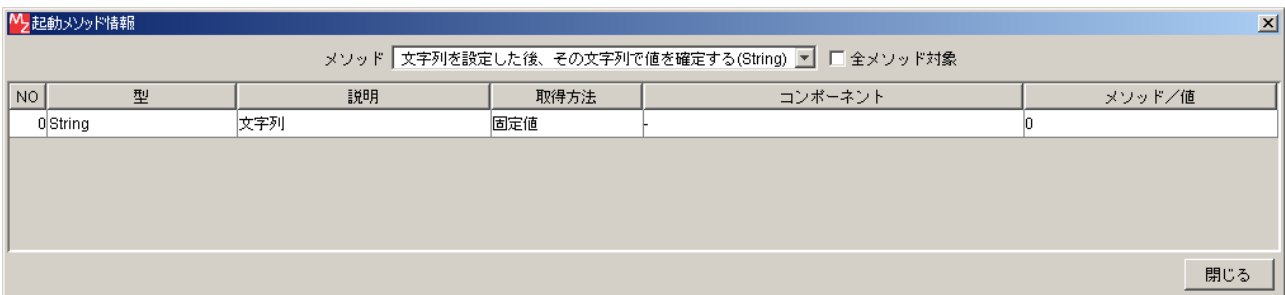 MZ 起動メソッド情報
メソッド 文字列を設定した後、その文字列で値を確定する(String) 全メソッド対象
NO 型 説明 取得方法 コンポーネント メソッド／値
0 String 文字列 固定値 - 0
閉じる